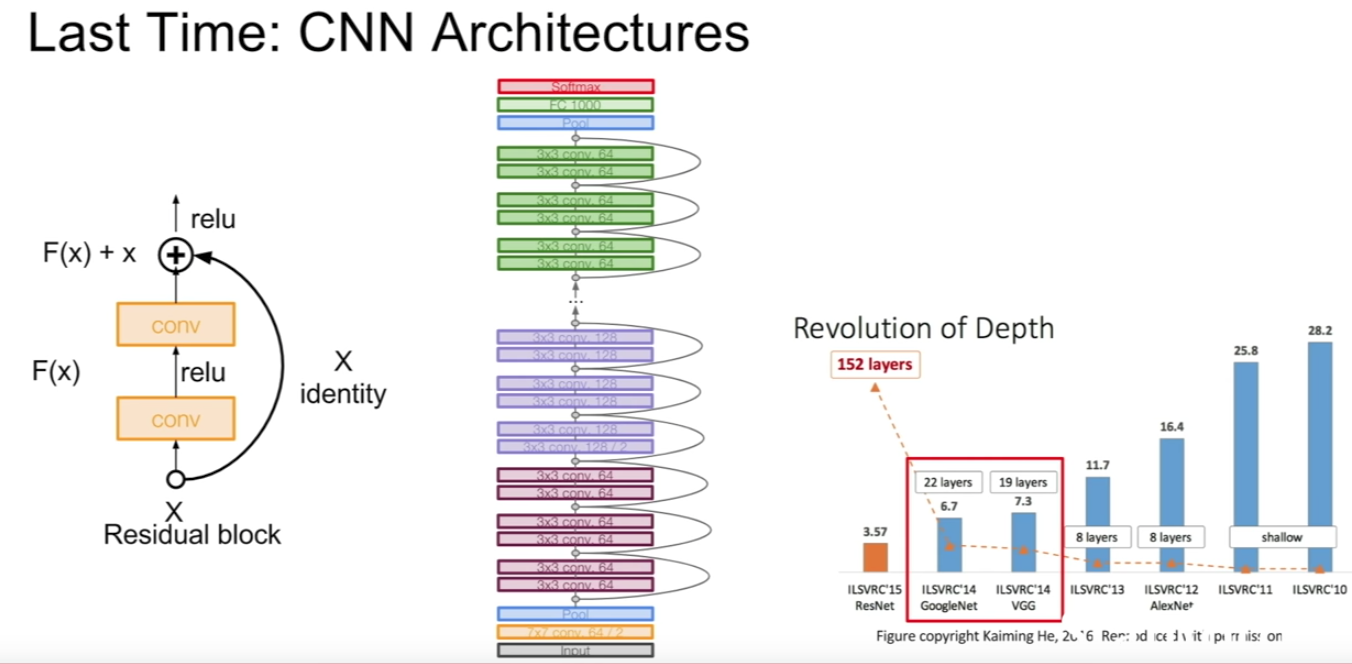 Last Time: CNN Architectures
relu
F(x) + x
conv
F(x)
relu
X
identity
conv
X
Residual block
Softmax
FC 1000
Pool
3x3 conv, 64
3x3 conv, 64
3x3 conv, 64
3x3 conv, 64
3x3 conv, 64
3x3 conv, 64
...
3x3 conv, 128
3x3 conv, 128
3x3 conv, 128
3x3 conv, 128
3x3 conv, 128
3x3 conv, 128 / 2
3x3 conv, 64
3x3 conv, 64
3x3 conv, 64
3x3 conv, 64
3x3 conv, 64
3x3 conv, 64
Pool
7x7 conv, 64 / 2
Input
Revolution of Depth
152 layers
28.2
25.8
16.4
11.7
22 layers
19 layers
6.7
7.3
3.57
8 layers
8 layers
shallow
ILSVRC'15
ResNet
ILSVRC'14
GoogleNet
ILSVRC'14
VGG
ILSVRC'13
ILSVRC'12
AlexNet
ILSVRC'11
ILSVRC'10
Figure copyright Kaiming He,